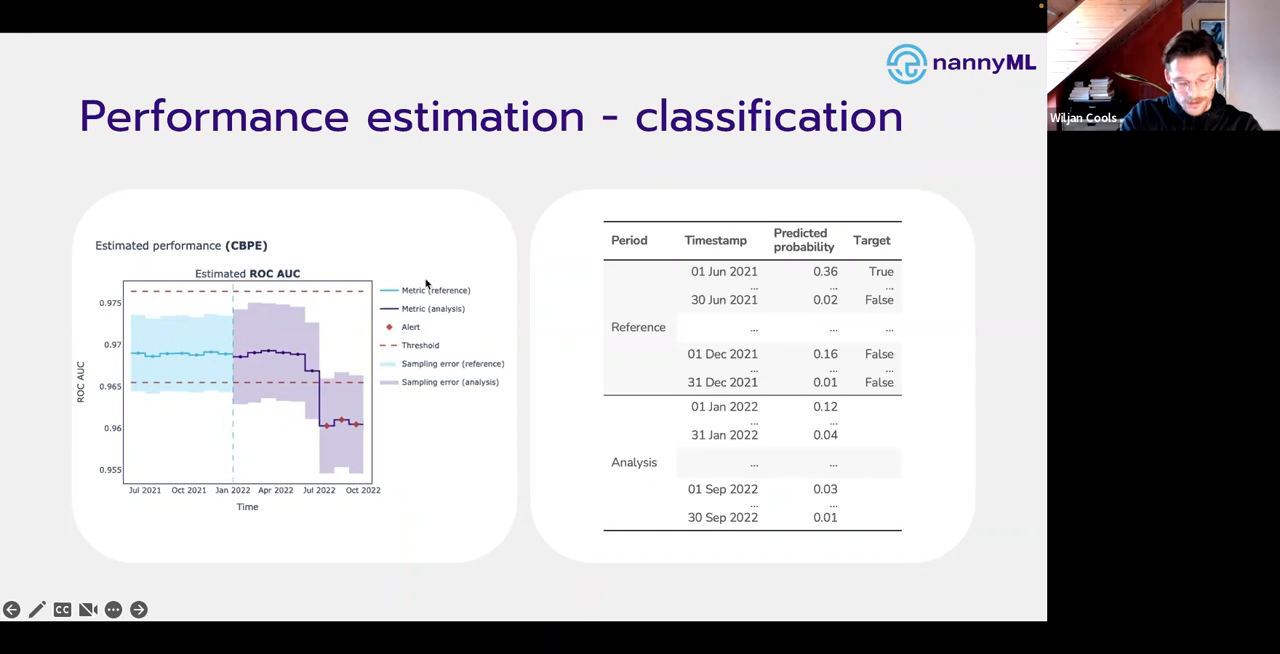 nannyML
Wiljan Cools
Performance estimation - classification
Estimated performance (CBPE)
Estimated ROC AUC
ROC AUC
0.975
0.97
0.965
0.96
0.955
Jul 2021 Oct 2021 Jan 2022 Apr 2022 Jul 2022 Oct 2022
Time
Metric (reference)
Metric (analysis)
Alert
Threshold
Sampling error (reference)
Sampling error (analysis)
Period Timestamp Predicted probability Target
Reference
01 Jun 2021 0.36 True
... ... ...
30 Jun 2021 0.02 False
... ... ...
01 Dec 2021 0.16 False
... ... ...
31 Dec 2021 0.01 False
Analysis
01 Jan 2022 0.12
... ...
31 Jan 2022 0.04
... ...
01 Sep 2022 0.03
... ...
30 Sep 2022 0.01
CC